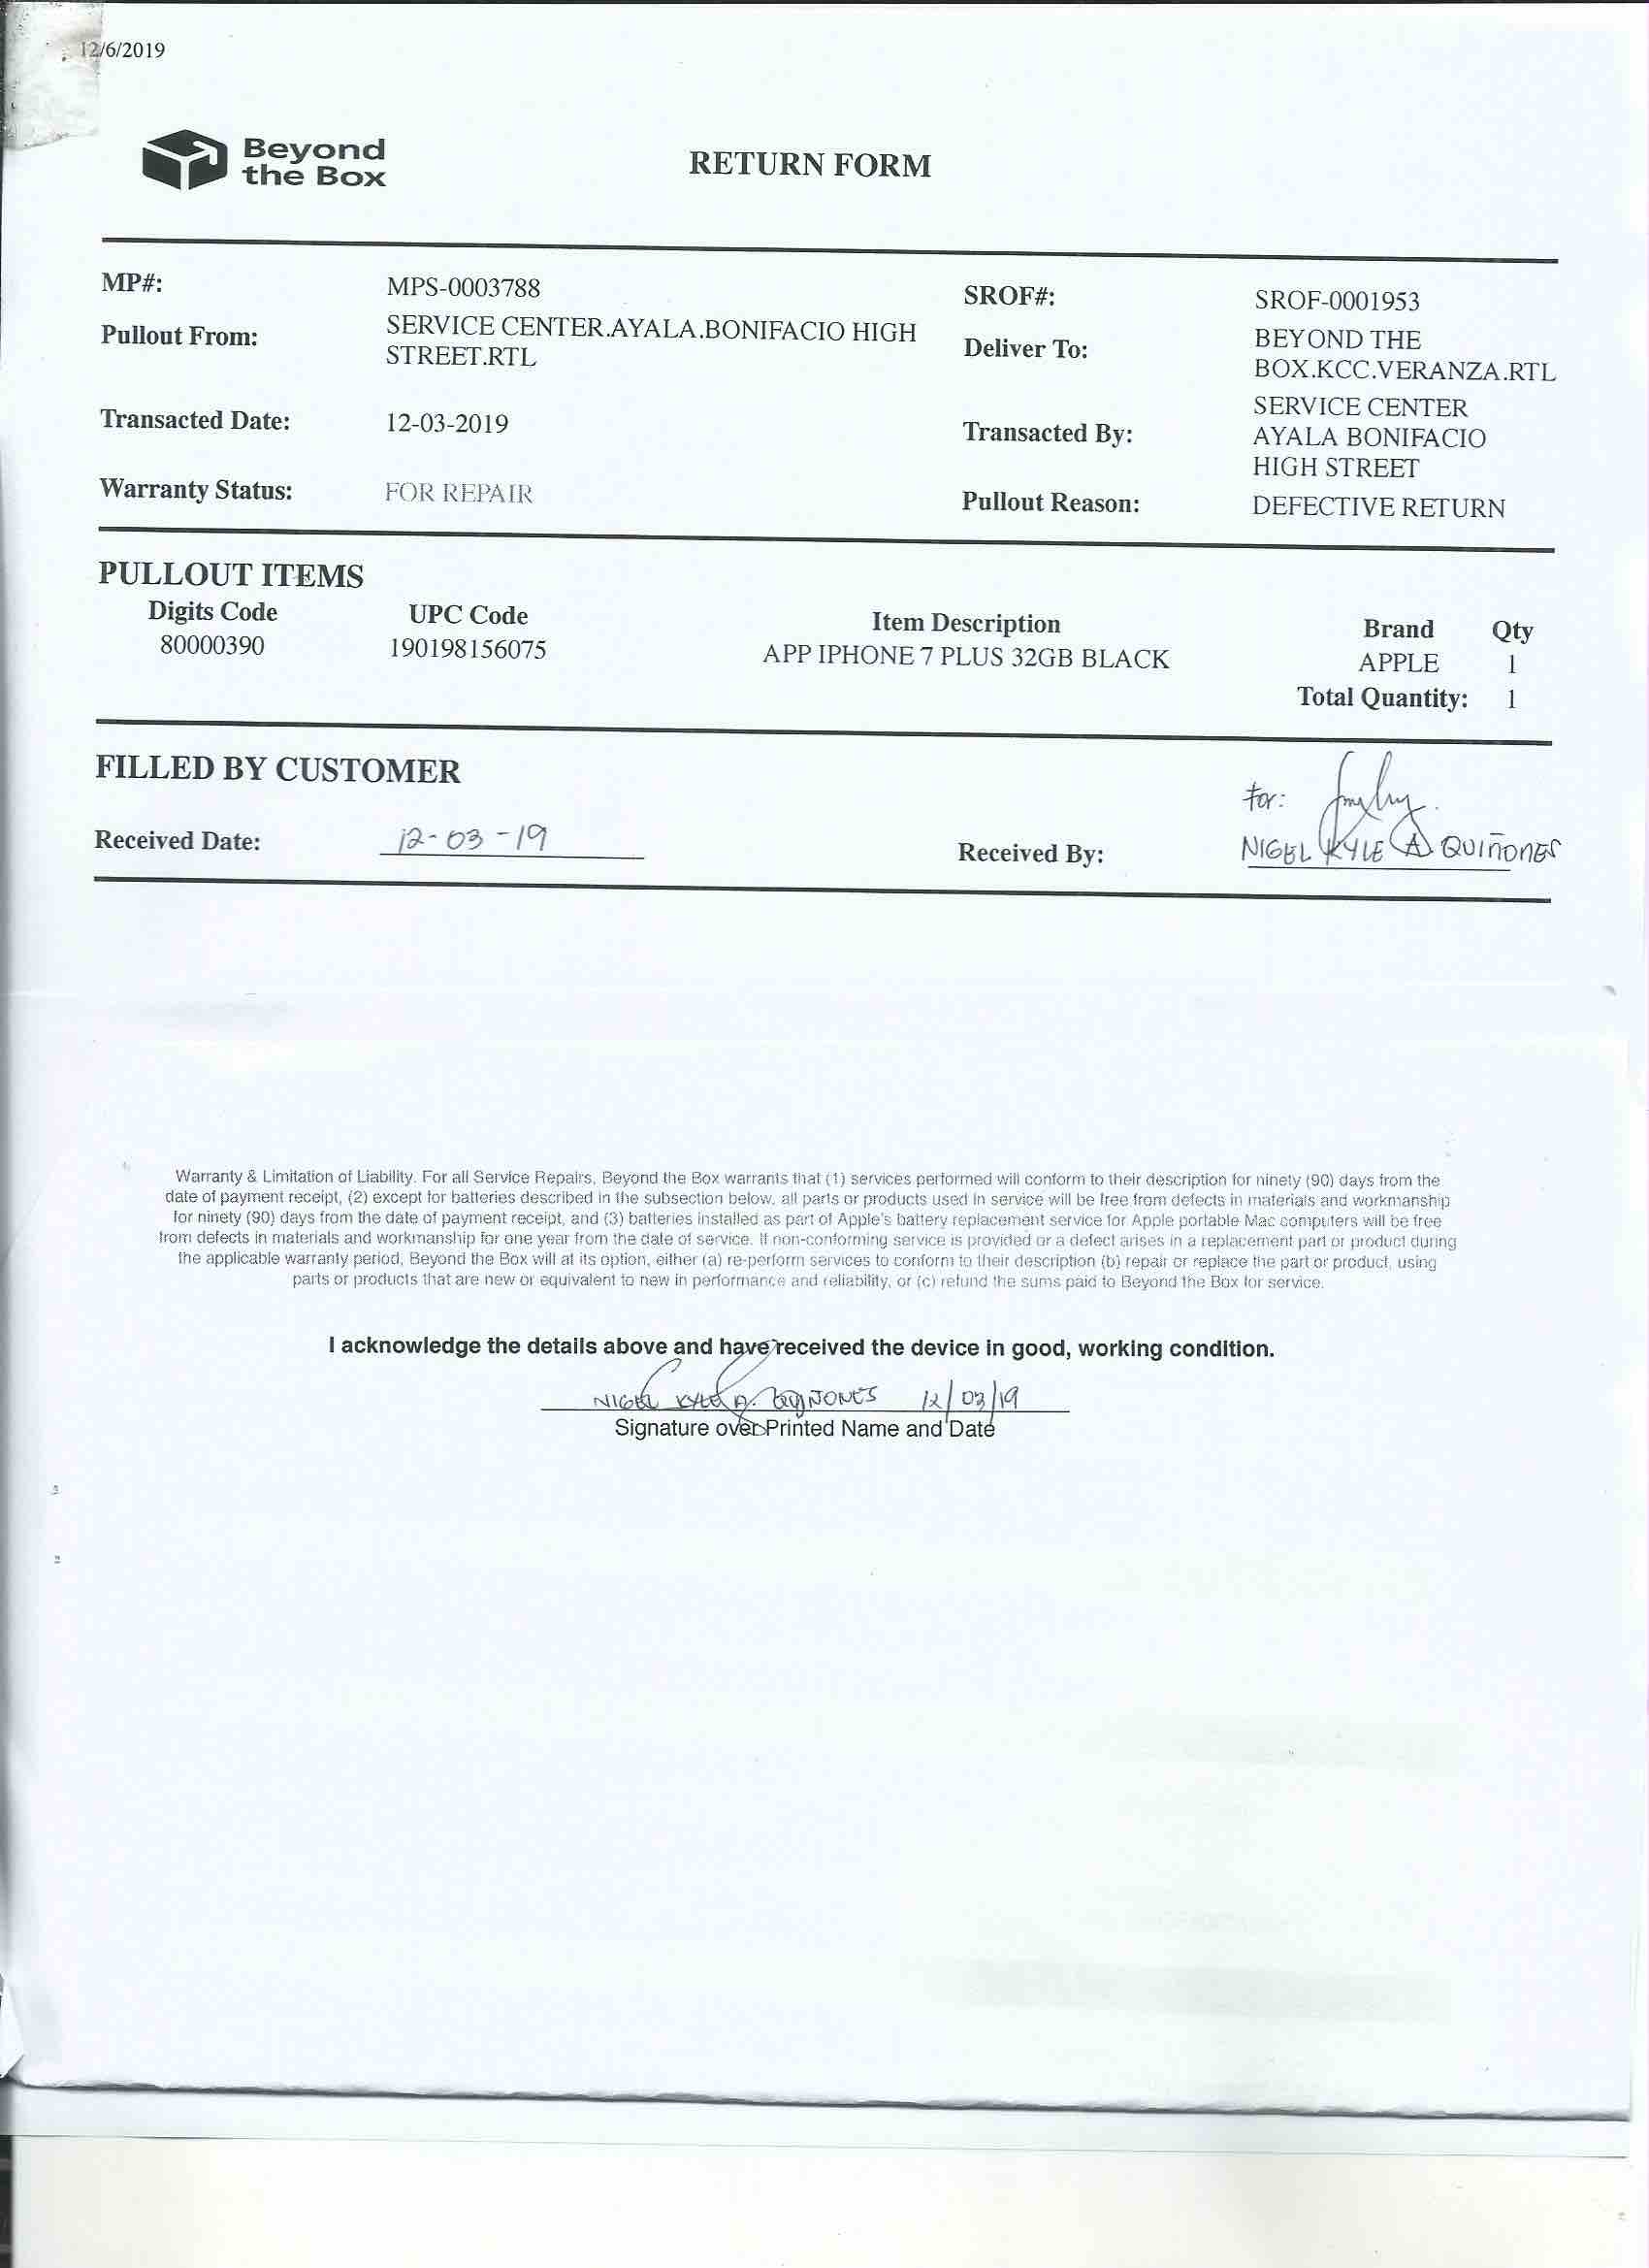 12/6/2019
Beyond
the Box
RETURN FORM
MP#: MPS-0003788
SROF#: SROF-0001953
Pullout From: SERVICE CENTER.AYALA.BONIFACIO HIGH
STREET.RTL
Deliver To: BEYOND THE
BOX.KCC.VERANZA.RTL
Transacted Date: 12-03-2019
Transacted By: SERVICE CENTER
AYALA BONIFACIO
HIGH STREET
Warranty Status: FOR REPAIR
Pullout Reason: DEFECTIVE RETURN
PULLOUT ITEMS
Digits Code UPC Code Item Description Brand Qty
80000390 190198156075 APP IPHONE 7 PLUS 32GB BLACK APPLE 1
Total Quantity: 1
FILLED BY CUSTOMER
For:
Received Date: 12-03-19
Received By: NIGEL KYLE A QUIÑONES
Warranty & Limitation of Liability. For all Service Repairs, Beyond the Box warrants that (1) services performed will conform to their description for ninety (90) days from the
date of payment receipt, (2) except for batteries described in the subsection below, all parts or products used in service will be free from defects in materials and workmanship
for ninety (90) days from the date of payment receipt, and (3) batteries installed as part of Apple's battery replacement service for Apple portable Mac computers will be free
from defects in materials and workmanship for one year from the date of service. If non-conforming service is provided or a defect arises in a replacement part or product during
the applicable warranty period, Beyond the Box will at its option, either (a) re-perform services to conform to their description (b) repair or replace the part or product, using
parts or products that are new or equivalent to new in performance and reliability, or (c) refund the sums paid to Beyond the Box for service.
I acknowledge the details above and have received the device in good, working condition.
NIGEL KYLE A. QUINONES 12/03/19
Signature over Printed Name and Date